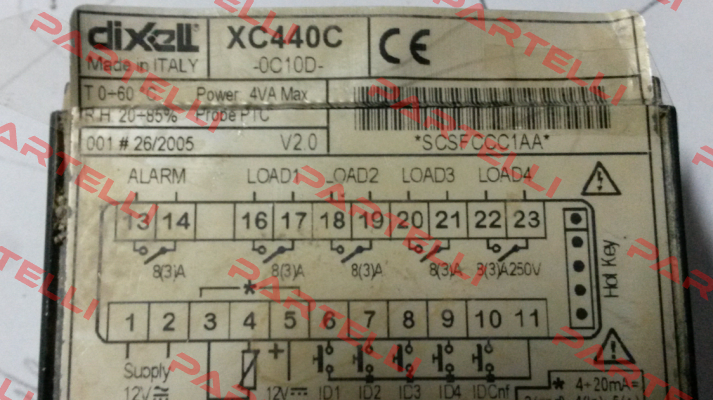 dixell XC440C CE
Made in ITALY -0C10D-
T 0÷60 °C Power 4VA Max
R.H. 20÷85% Probe PTC
001 # 26/2005 V2.0 *SCSFCCC1AA*
ALARM LOAD1 LOAD2 LOAD3 LOAD4
13 14 16 17 18 19 20 21 22 23
8(3)A 8(3)A 8(3)A 8(3)A 8(3)A250V
Hot Key
*
1 2 3 4 5 6 7 8 9 10 11
Supply +
12V 12V ID1 ID2 ID3 ID4 IDCnf
* 4÷20mA=
PARTELLI